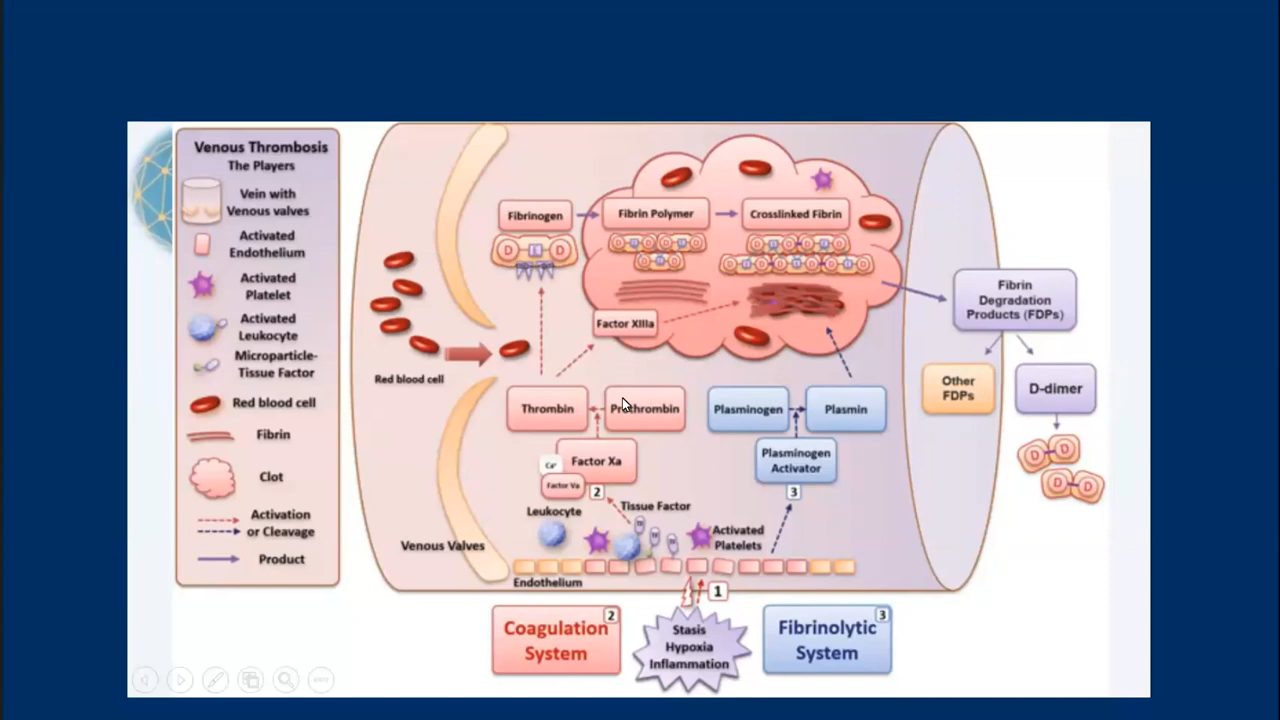 Venous Thrombosis
The Players
Vein with
Venous valves
Activated
Endothelium
Activated
Platelet
Activated
Leukocyte
Microparticle-
Tissue Factor
Red blood cell
Fibrin
Clot
Activation
or Cleavage
Product
Red blood cell
Venous Valves
Fibrinogen
Fibrin Polymer
Crosslinked Fibrin
D E D
Factor XIIIa
Thrombin
Prothrombin
Plasminogen
Plasmin
Factor Xa
Factor Va
2
Plasminogen
Activator
3
Tissue Factor
Leukocyte
Activated
Platelets
Endothelium
1
Stasis
Hypoxia
Inflammation
Coagulation
System
2
Fibrinolytic
System
3
Fibrin
Degradation
Products (FDPs)
Other
FDPs
D-dimer
D D
D D